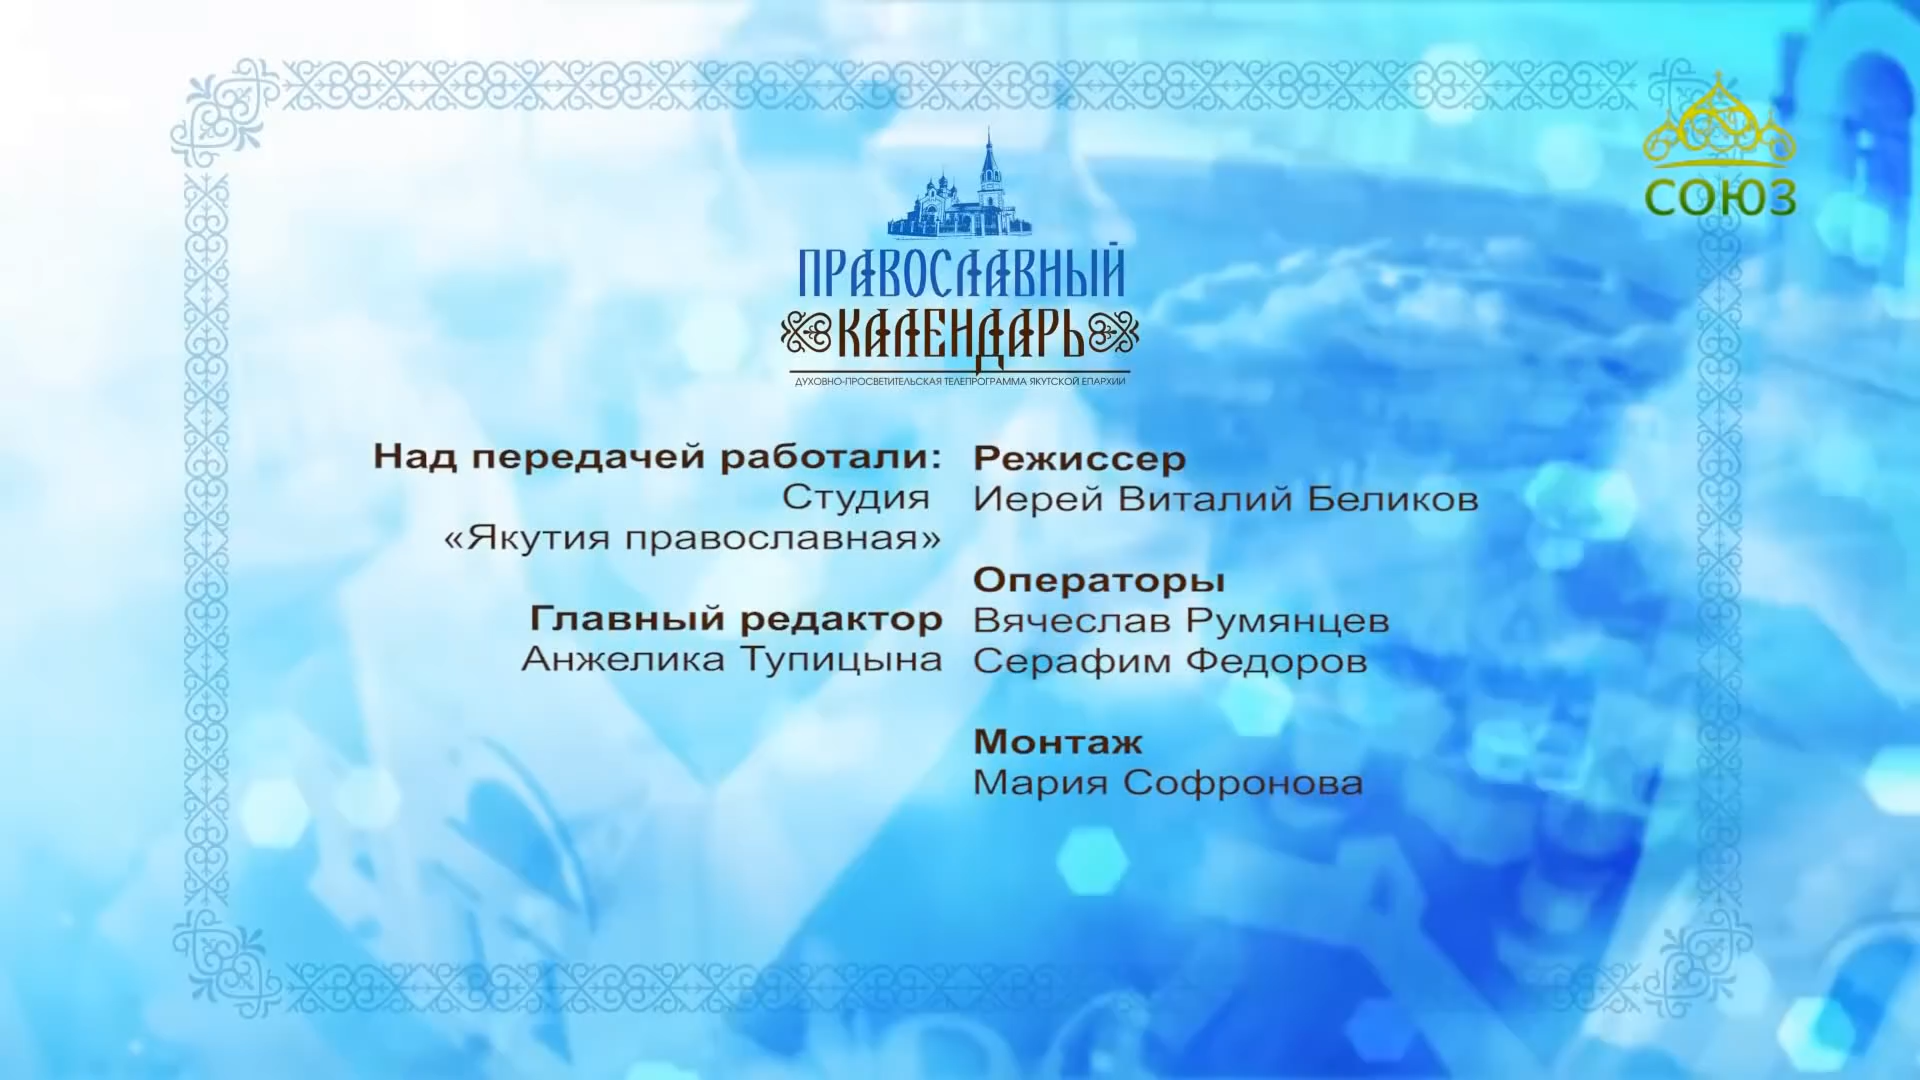 СОЮЗ
ПРАВОСЛАВНЫЙ
КАЛЕНДАРЬ
ДУХОВНО-ПРОСВЕТИТЕЛЬСКАЯ ТЕЛЕПРОГРАММА ЯКУТСКОЙ ЕПАРХИИ
Над передачей работали:
Студия
«Якутия православная»
Главный редактор
Анжелика Тупицына
Режиссер
Иерей Виталий Беликов
Операторы
Вячеслав Румянцев
Серафим Федоров
Монтаж
Мария Софронова